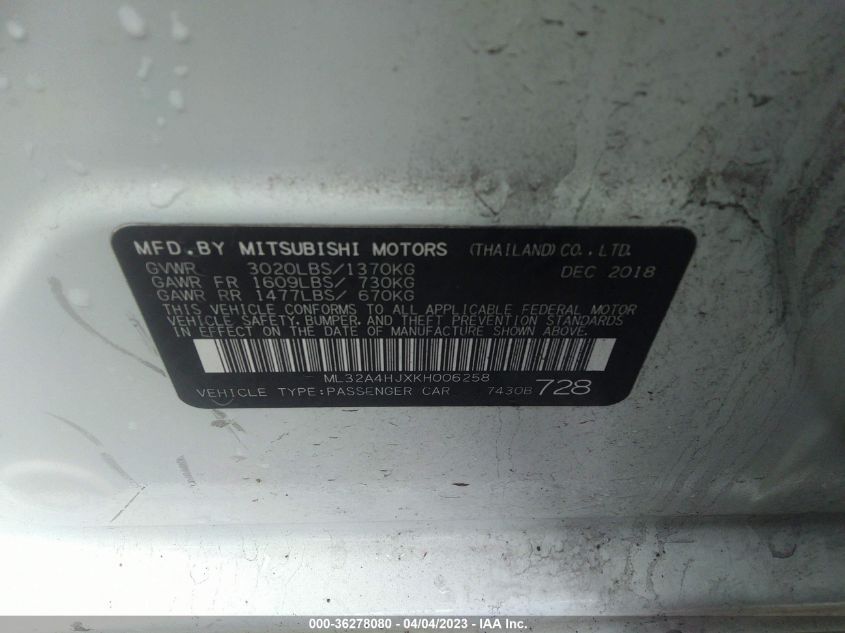 MFD.BY MITSUBISHI MOTORS (THAILAND) CO.,LTD.
GVWR 3020LBS/1370KG DEC 2018
GAWR FR 1609LBS/ 730KG
GAWR RR 1477LBS/ 670KG
THIS VEHICLE CONFORMS TO ALL APPLICABLE FEDERAL MOTOR
VEHICLE SAFETY, BUMPER, AND THEFT PREVENTION STANDARDS
IN EFFECT ON THE DATE OF MANUFACTURE SHOWN ABOVE.
ML32A4HJXKH006258
VEHICLE TYPE:PASSENGER CAR 7430B 728
000-36278080 - 04/04/2023 - IAA Inc.